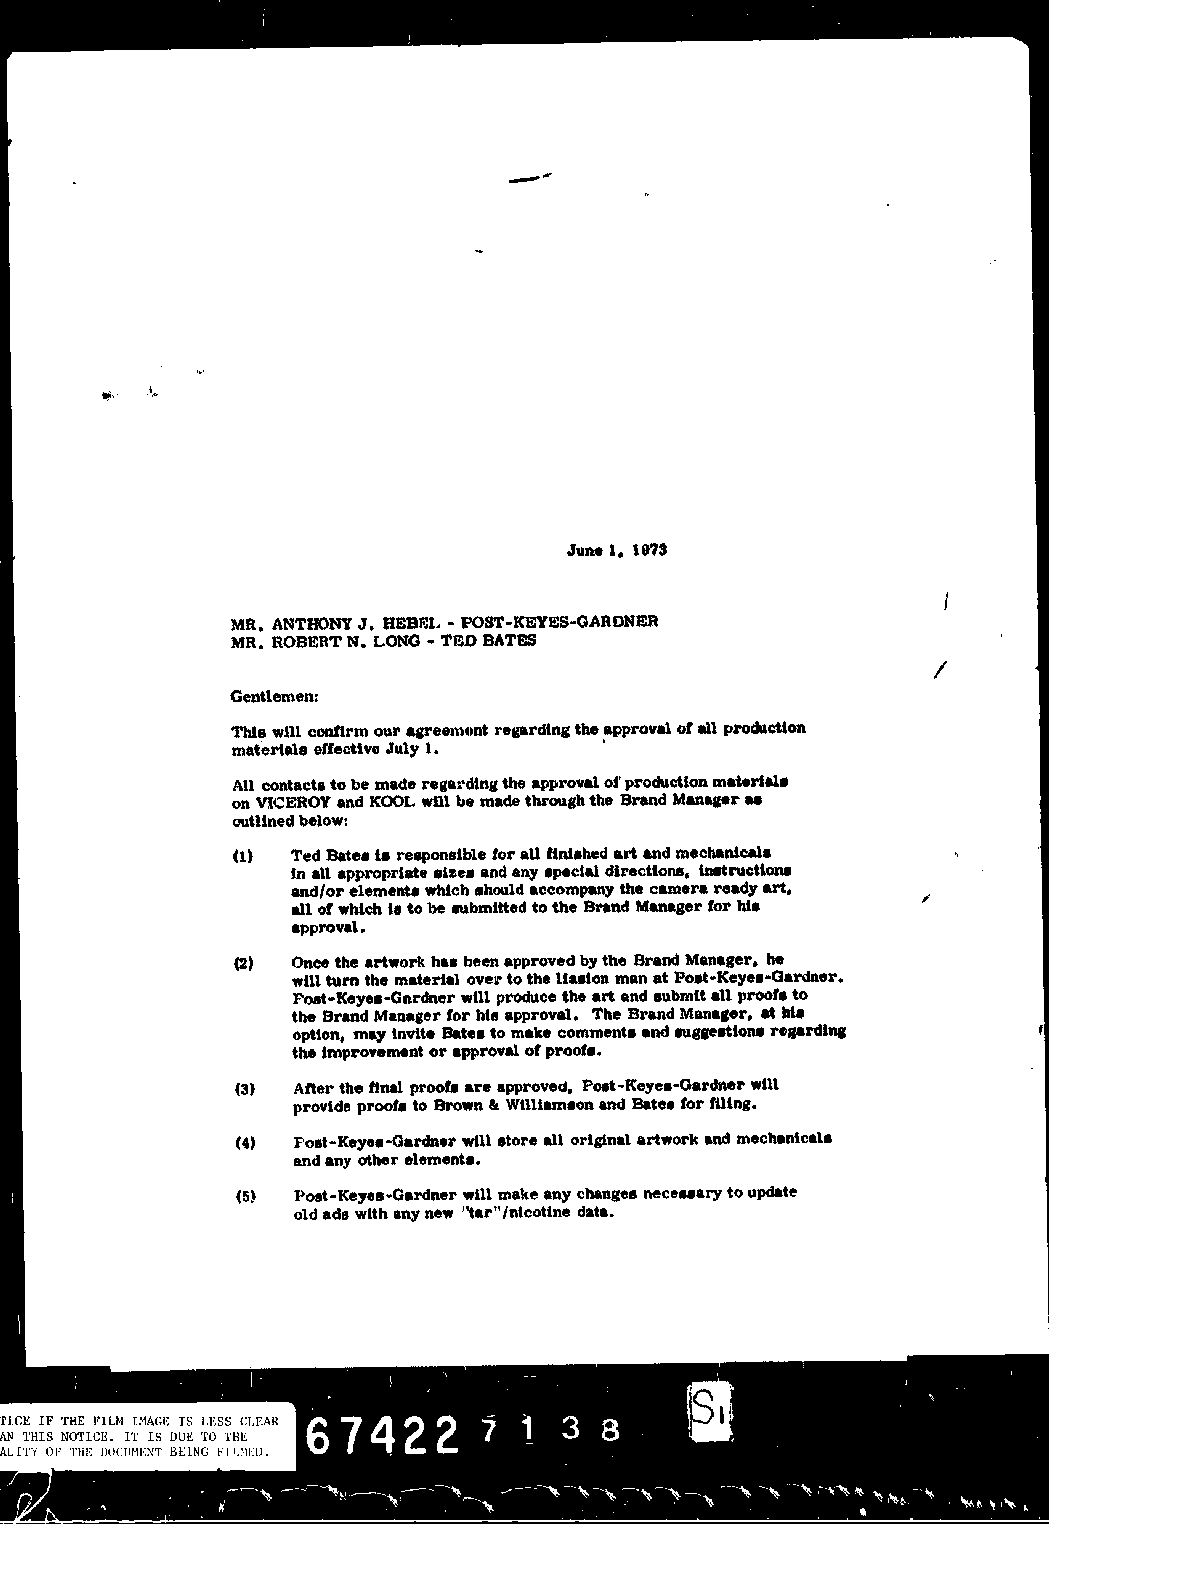 June 1, 1973
MR. ANTHONY J. HEBEL - POST-KEYES-GARDNER
MR. ROBERT N. LONG - TED BATES
Gentlemen:
This will confirm our agreement regarding the approval of all production
materials effective July 1.
All contacts to be made regarding the approval of production materials
on VICEROY and KOOL will be made through the Brand Manager as
outlined below:
(1) Ted Bates is responsible for all finished art and mechanicals
in all appropriate sizes and any special directions, instructions
and/or elements which should accompany the camera ready art,
all of which is to be submitted to the Brand Manager for his
approval.
(2) Once the artwork has been approved by the Brand Manager, he
will turn the material over to the liasion man at Post-Keyes-Gardner.
Post-Keyes-Gardner will produce the art and submit all proofs to
the Brand Manager for his approval. The Brand Manager, at his
option, may invite Bates to make comments and suggestions regarding
the improvement or approval of proofs.
(3) After the final proofs are approved, Post-Keyes-Gardner will
provide proofs to Brown & Williamson and Bates for filing.
(4) Post-Keyes-Gardner will store all original artwork and mechanicals
and any other elements.
(5) Post-Keyes-Gardner will make any changes necessary to update
old ads with any new "tar"/nicotine data.
TICE IF THE FILM IMAGE IS LESS CLEAR
AN THIS NOTICE. IT IS DUE TO THE
ALITY OF THE DOCUMENT BEING FILMED.
67422 7138
S1